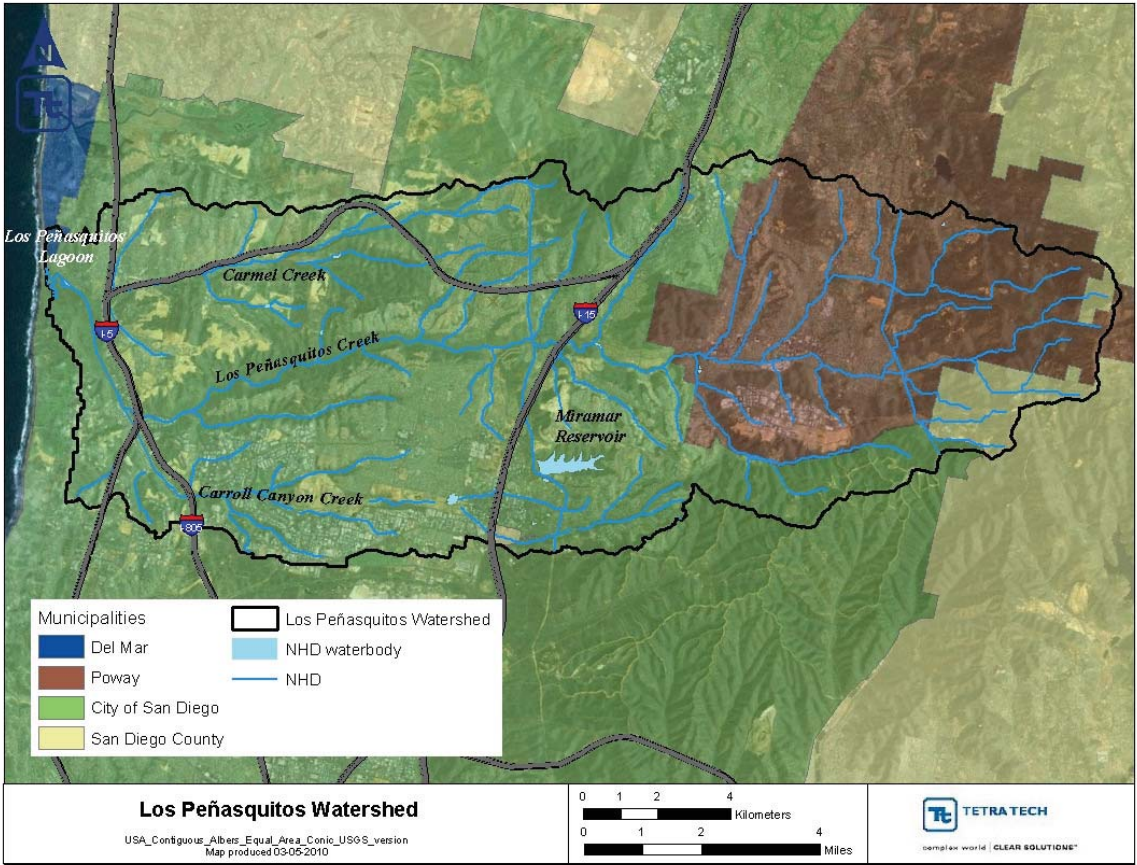 N
Tt
Los Peñasquitos
Lagoon
Carmel Creek
I-5
I-15
Los Peñasquitos Creek
Miramar
Reservoir
Carroll Canyon Creek
I-805
Municipalities
Del Mar
Poway
City of San Diego
San Diego County
Los Peñasquitos Watershed
NHD waterbody
NHD
Los Peñasquitos Watershed
USA_Contiguous_Albers_Equal_Area_Conic_USGS_version
Map produced 03-05-2010
0 1 2 4
Kilometers
0 1 2 4
Miles
Tt TETRA TECH
complex world | CLEAR SOLUTIONS™